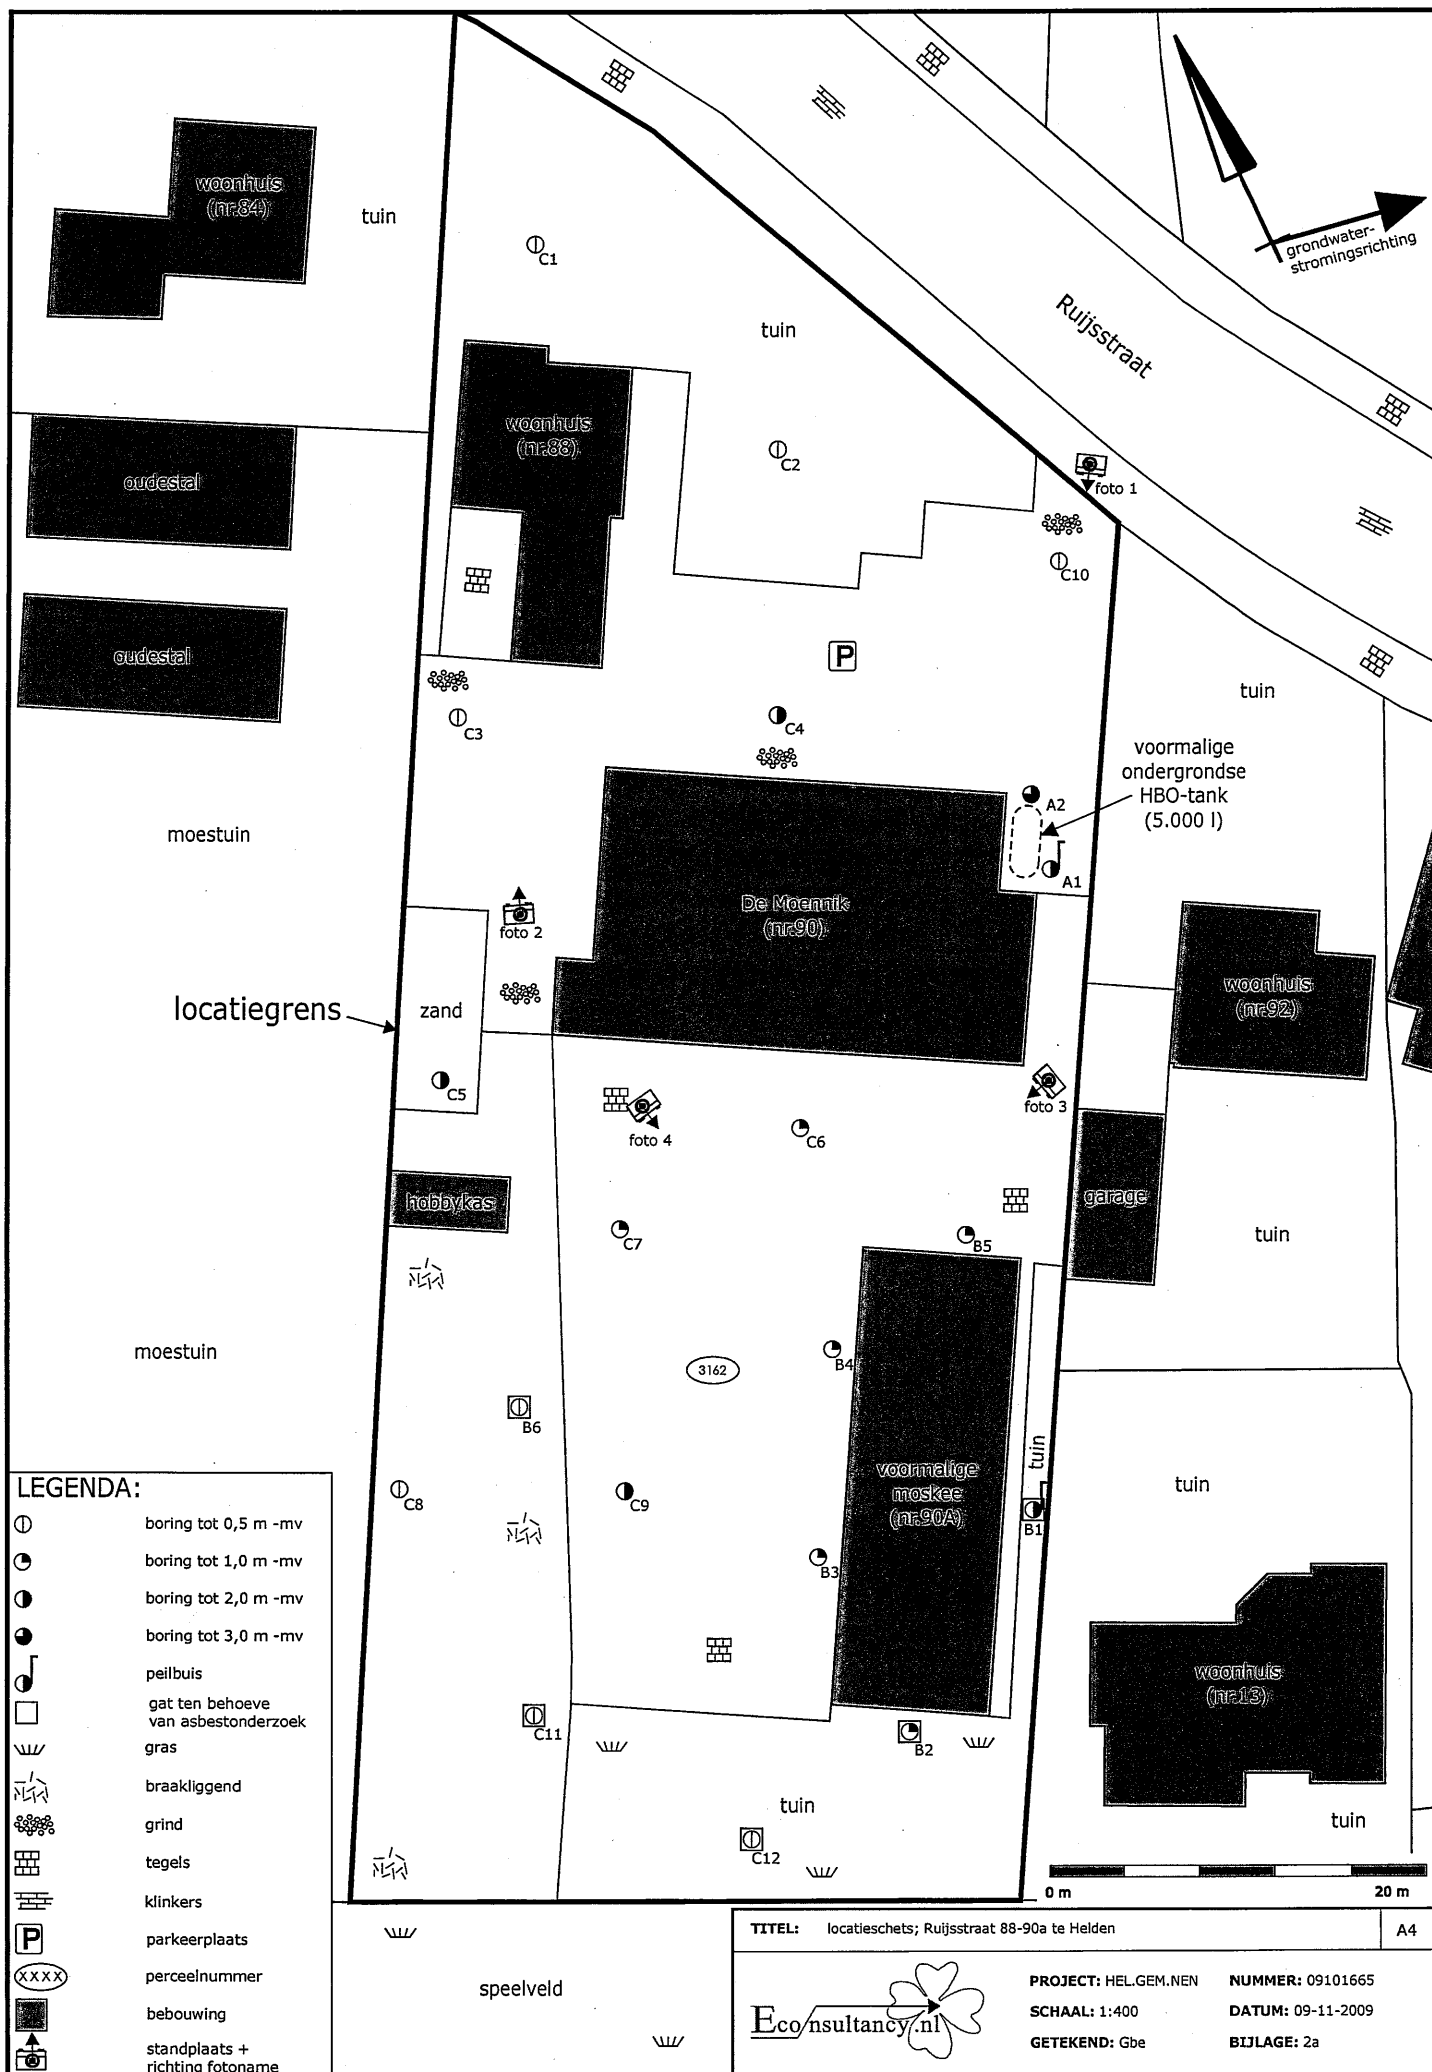 woonhuis
(nr.84)
tuin
C1
tuin
Ruijsstraat
grondwater-
stromingsrichting
oudestal
woonhuis
(nr.88)
C2
foto 1
C10
oudestal
P
tuin
C3
C4
voormalige
ondergrondse
HBO-tank
(5.000 l)
A2
A1
moestuin
De Moennik
(nr.90)
foto 2
woonhuis
(nr.92)
locatiegrens
zand
C5
foto 4
foto 3
C6
hobbykas
garage
C7
B5
tuin
moestuin
B4
3162
B6
tuin
voormalige
moskee
(nr.90A)
tuin
C8
C9
B1
B3
woonhuis
(nr.13)
C11
B2
tuin
tuin
C12
0 m
20 m
LEGENDA:
boring tot 0,5 m -mv
boring tot 1,0 m -mv
boring tot 2,0 m -mv
boring tot 3,0 m -mv
peilbuis
gat ten behoeve
van asbestonderzoek
gras
braakliggend
grind
tegels
klinkers
P parkeerplaats
XXXX perceelnummer
bebouwing
standplaats +
richting fotoname
speelveld
TITEL: locatieschets; Ruijsstraat 88-90a te Helden
A4
Econsultancy.nl
PROJECT: HEL.GEM.NEN
NUMMER: 09101665
SCHAAL: 1:400
DATUM: 09-11-2009
GETEKEND: Gbe
BIJLAGE: 2a